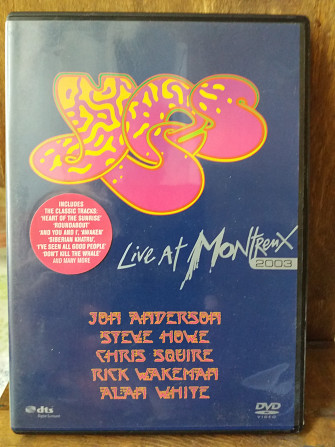 Yes
INCLUDES
THE CLASSIC TRACKS:
'HEART OF THE SUNRISE'
'ROUNDABOUT'
'AND YOU AND I', 'AWAKEN'
'SIBERIAN KHATRU',
'I'VE SEEN ALL GOOD PEOPLE'
'DON'T KILL THE WHALE'
AND MANY MORE
Live At Montreux
2003
JON ANDERSON
STEVE HOWE
CHRIS SQUIRE
RICK WAKEMAN
ALAN WHITE
dts
DVD
VIDEO